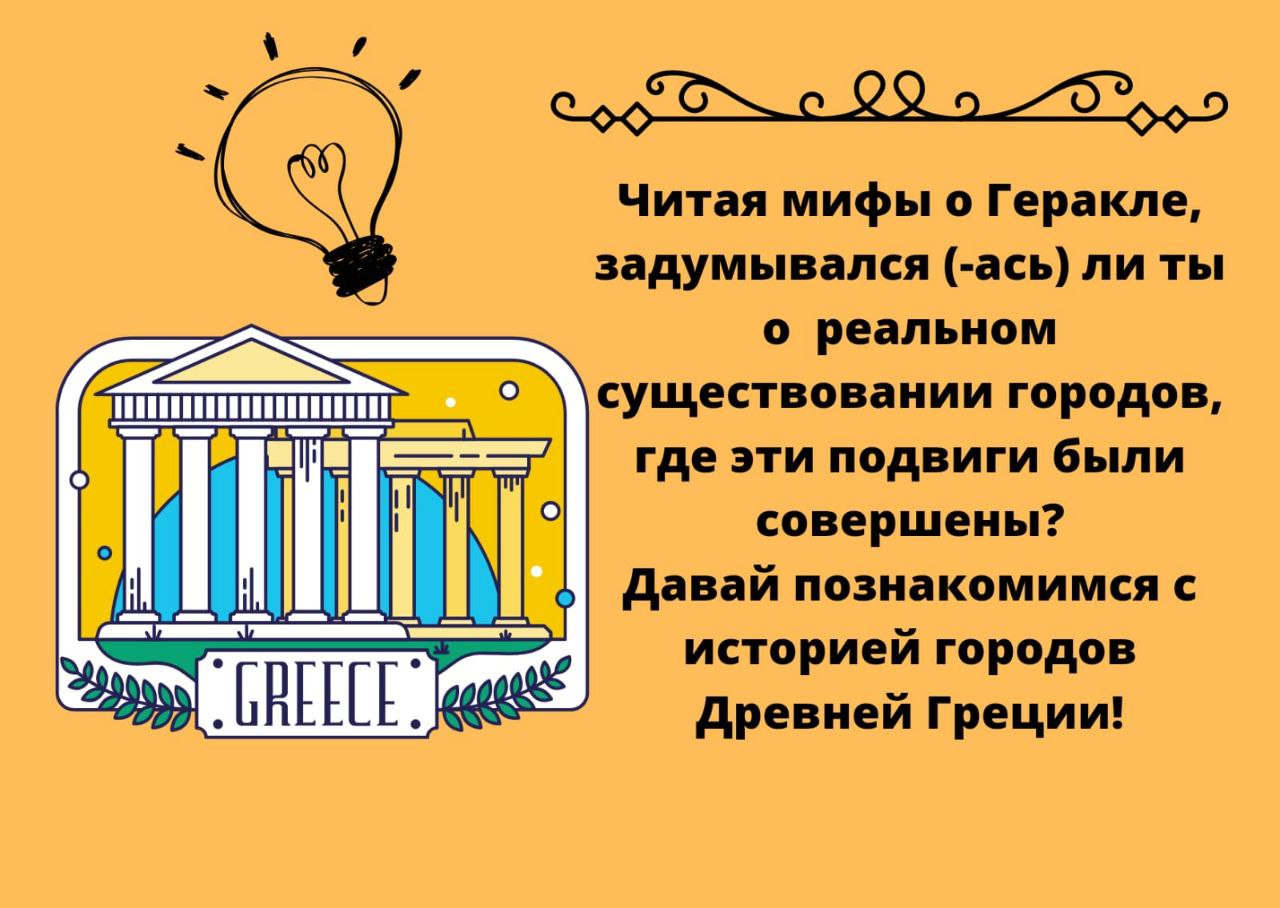 Читая мифы о Геракле,
задумывался (-ась) ли ты
о  реальном
существовании городов,
где эти подвиги были
совершены?
Давай познакомимся с
историей городов
Древней Греции!
GREECE